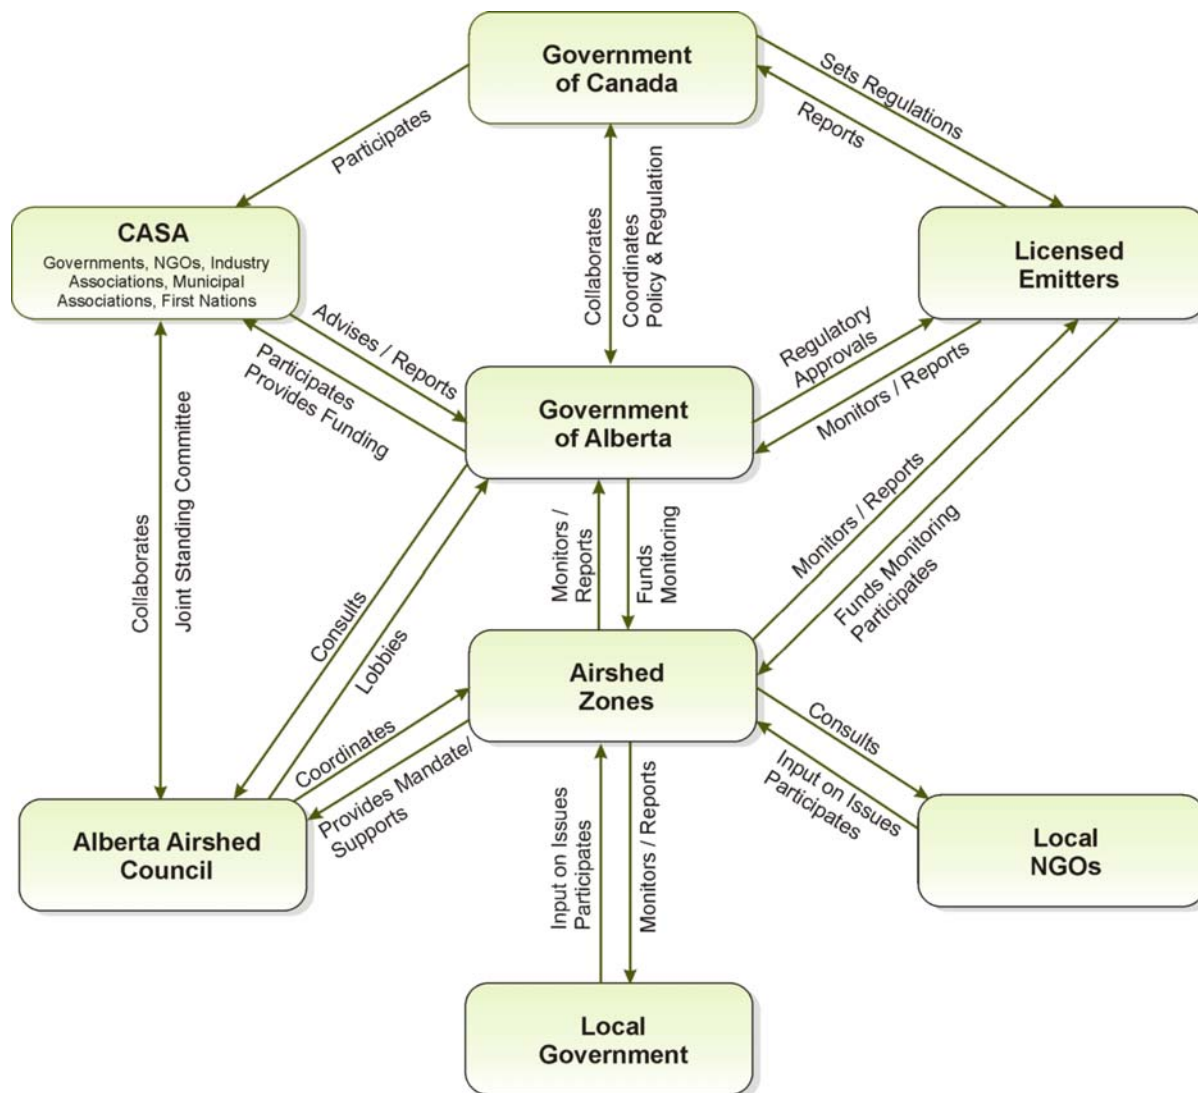 Government
of Canada
Sets Regulations
Reports
Participates
Collaborates
Coordinates
Policy & Regulation
CASA
Governments, NGOs, Industry
Associations, Municipal
Associations, First Nations
Licensed
Emitters
Advises / Reports
Participates
Provides Funding
Regulatory
Approvals
Monitors / Reports
Government
of Alberta
Collaborates
Joint Standing Committee
Consults
Lobbies
Monitors /
Reports
Funds
Monitoring
Monitors / Reports
Funds Monitoring
Participates
Airshed
Zones
Coordinates
Provides Mandate/
Supports
Consults
Input on Issues
Participates
Alberta Airshed
Council
Input on Issues
Participates
Monitors / Reports
Local
NGOs
Local
Government